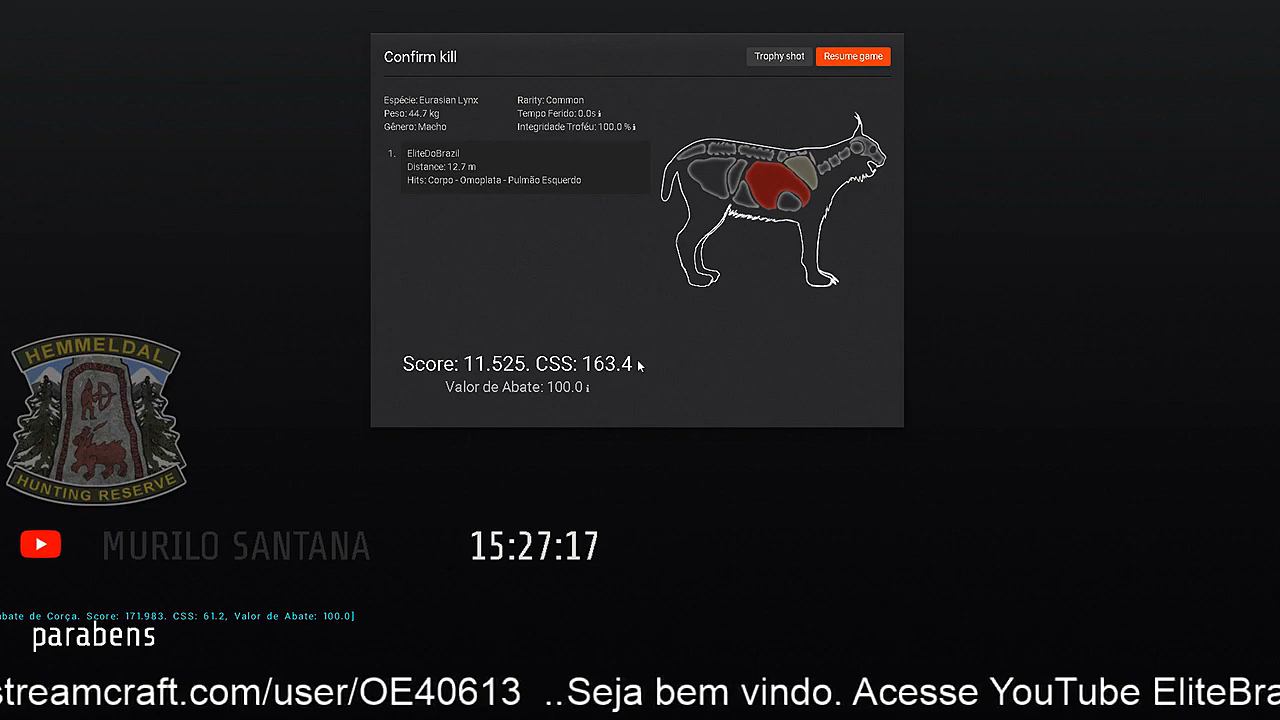 Confirm kill
Trophy shot
Resume game
Espécie: Eurasian Lynx
Rarity: Common
Peso: 44.7 kg
Tempo Ferido: 0.0s i
Gênero: Macho
Integridade Troféu: 100.0 % i
1. EliteDoBrazil
Distance: 12.7 m
Hits: Corpo - Omoplata - Pulmão Esquerdo
Score: 11.525. CSS: 163.4
Valor de Abate: 100.0 i
HEMMELDAL
HUNTING RESERVE
MURILO SANTANA
15:27:17
bate de Corça. Score: 171.983. CSS: 61.2, Valor de Abate: 100.0]
parabens
streamcraft.com/user/OE40613 ..Seja bem vindo. Acesse YouTube EliteBra